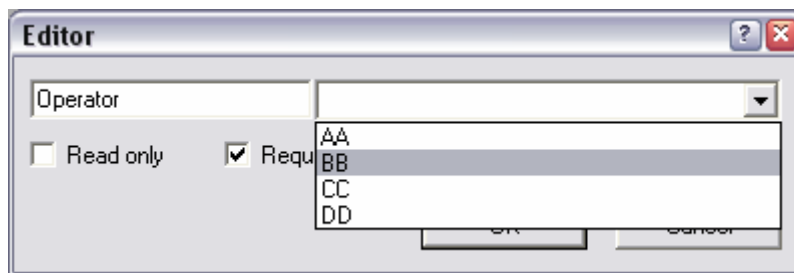 Editor
Operator
AA
Read only Requ BB
CC
DD